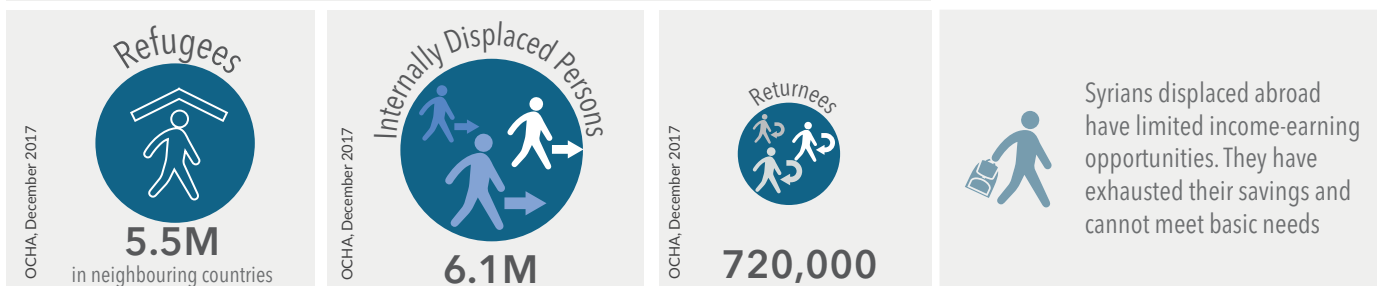 Refugees
OCHA, December 2017
5.5M
in neighbouring countries
Internally Displaced Persons
OCHA, December 2017
6.1M
Returnees
OCHA, December 2017
720,000
Syrians displaced abroad
have limited income-earning
opportunities. They have
exhausted their savings and
cannot meet basic needs